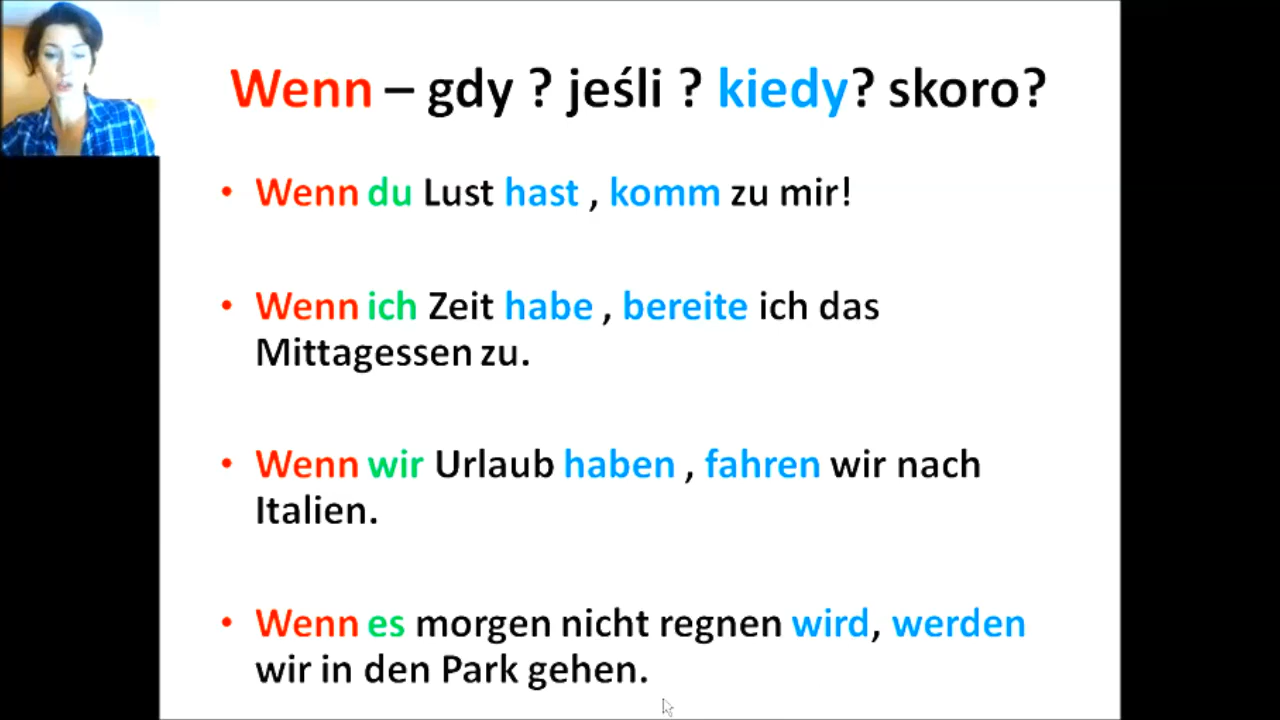 Wenn – gdy ? jeśli ? kiedy? skoro?
• Wenn du Lust hast , komm zu mir!
• Wenn ich Zeit habe , bereite ich das
Mittagessen zu.
• Wenn wir Urlaub haben , fahren wir nach
Italien.
• Wenn es morgen nicht regnen wird, werden
wir in den Park gehen.